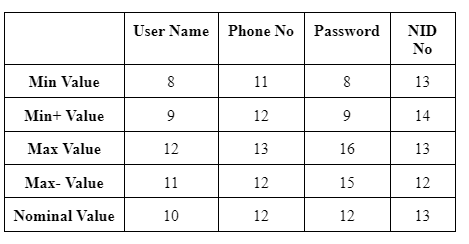 User Name Phone No Password NID No
Min Value 8 11 8 13
Min+ Value 9 12 9 14
Max Value 12 13 16 13
Max- Value 11 12 15 12
Nominal Value 10 12 12 13